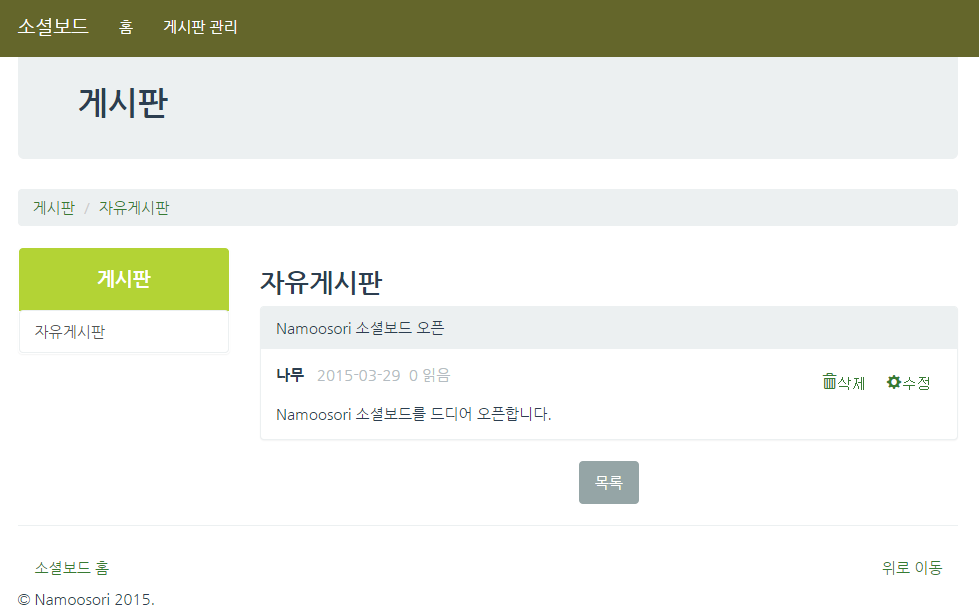 소셜보드 홈 게시판 관리
게시판
게시판 / 자유게시판
게시판
자유게시판
자유게시판
Namoosori 소셜보드 오픈
나무 2015-03-29 0 읽음
삭제 수정
Namoosori 소셜보드를 드디어 오픈합니다.
목록
소셜보드 홈 위로 이동
© Namoosori 2015.